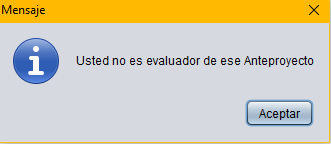 Mensaje
Usted no es evaluador de ese Anteproyecto
Aceptar